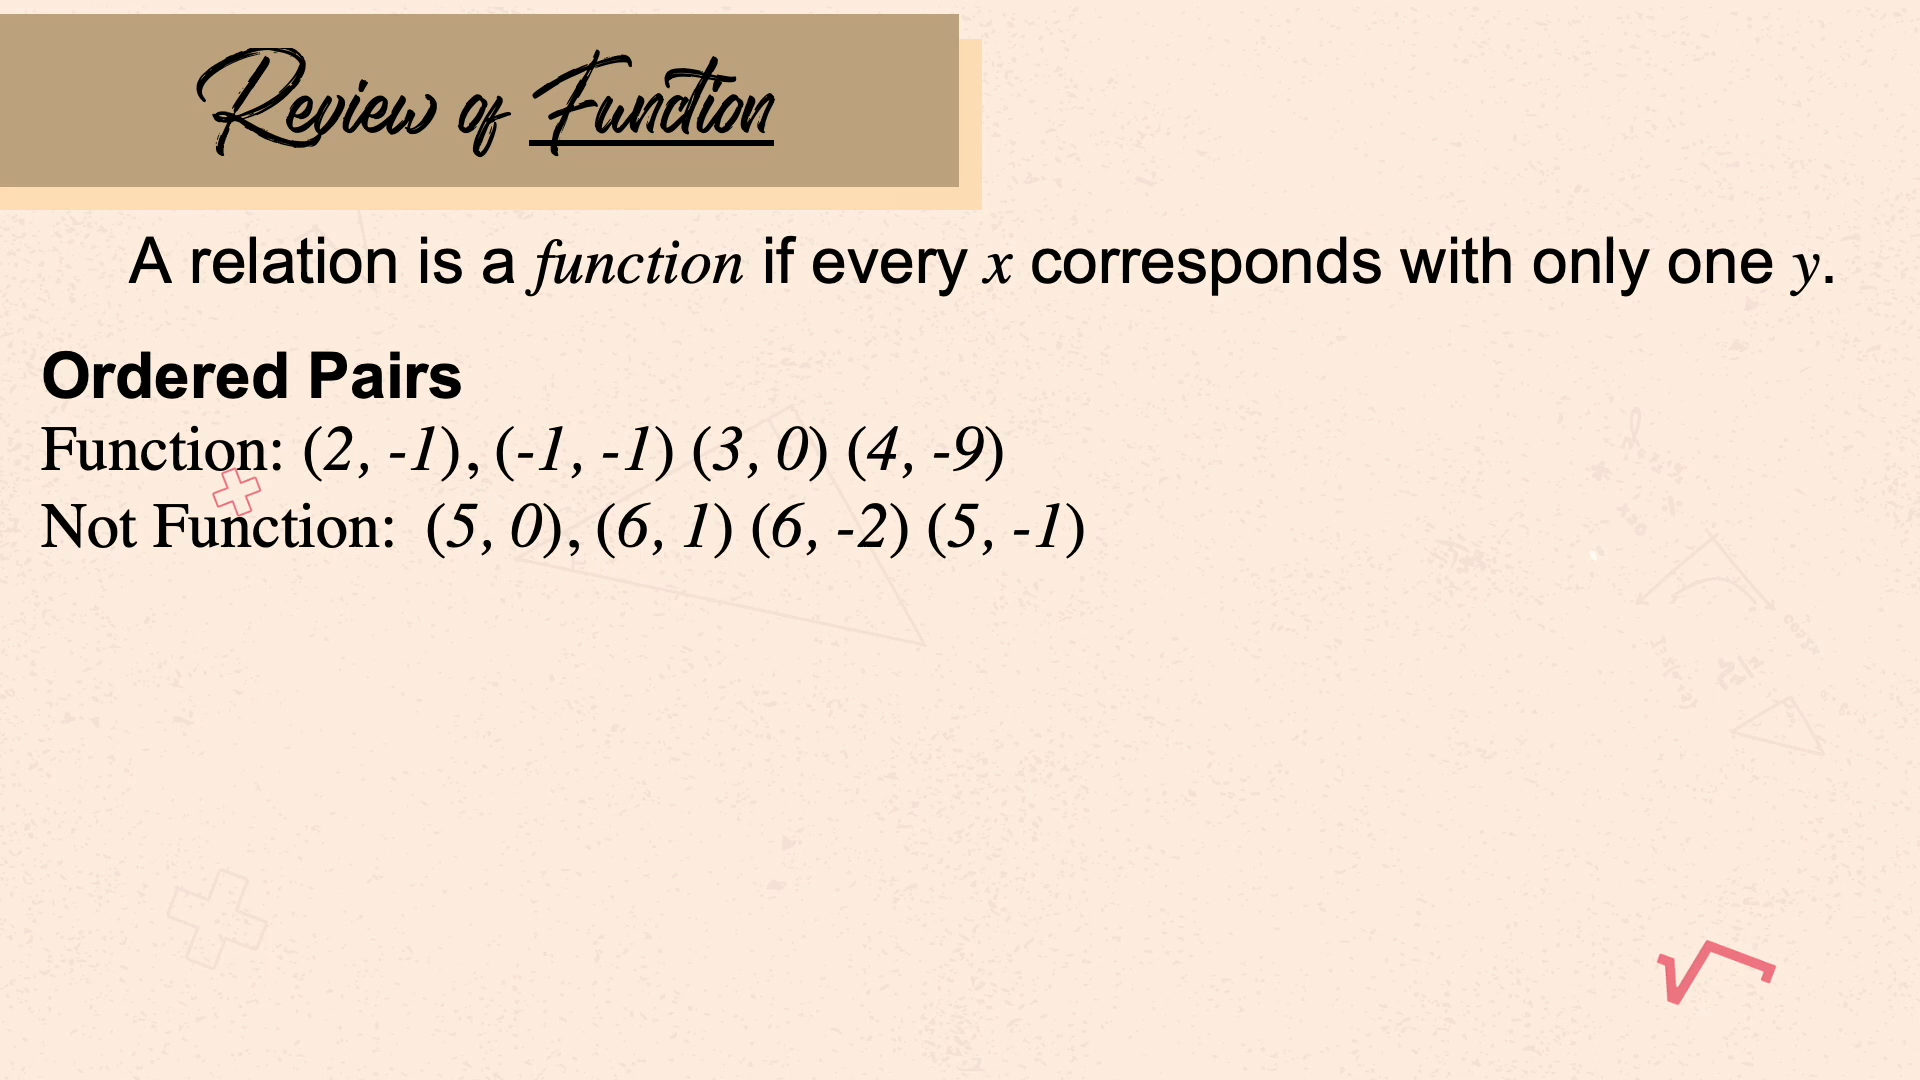 Review of Function
A relation is a function if every x corresponds with only one y.
Ordered Pairs
Function: (2, -1), (-1, -1) (3, 0) (4, -9)
Not Function: (5, 0), (6, 1) (6, -2) (5, -1)